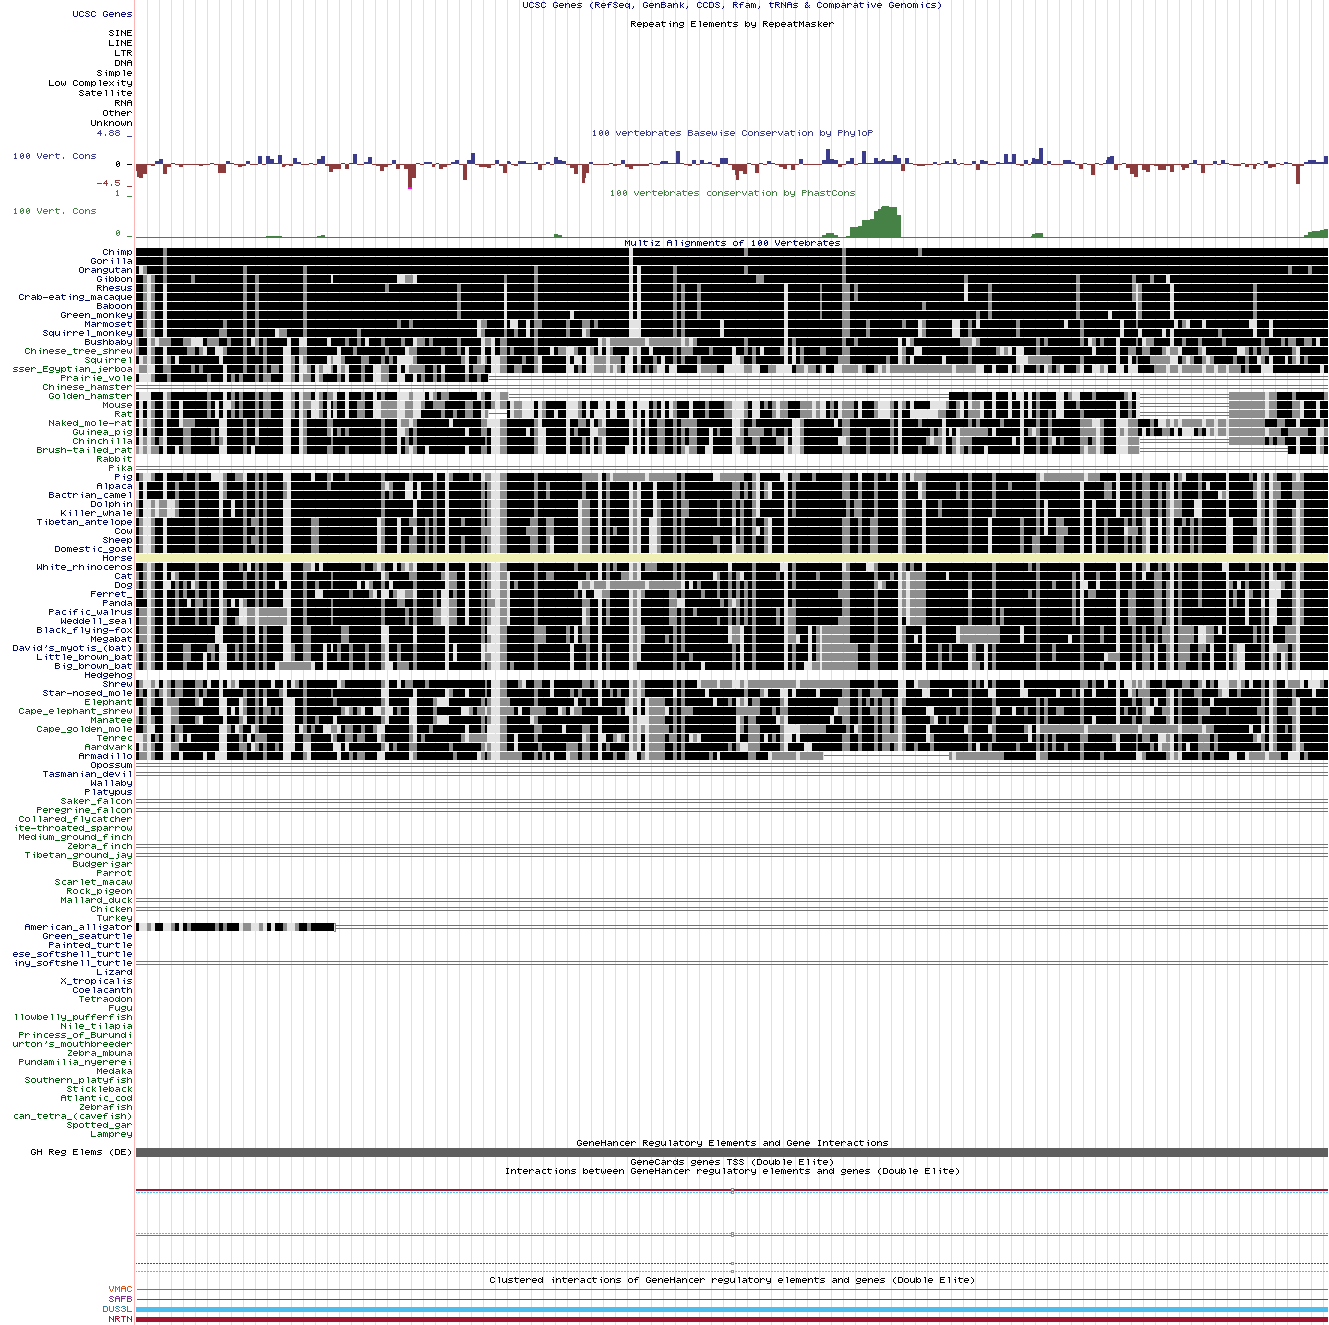 UCSC Genes (RefSeq, GenBank, CCDS, Rfam, tRNAs & Comparative Genomics)
UCSC Genes
Repeating Elements by RepeatMasker
SINE
LINE
LTR
DNA
Simple
Low Complexity
Satellite
RNA
Other
Unknown
4.88 _
100 vertebrates Basewise Conservation by PhyloP
100 Vert. Cons
0 -
-4.5 _
100 vertebrates conservation by PhastCons
1 _
100 Vert. Cons
0 _
Multiz Alignments of 100 Vertebrates
Chimp
Gorilla
Orangutan
Gibbon
Rhesus
Crab-eating_macaque
Baboon
Green_monkey
Marmoset
Squirrel_monkey
Bushbaby
Chinese_tree_shrew
Squirrel
sser_Egyptian_jerboa
Prairie_vole
Chinese_hamster
Golden_hamster
Mouse
Rat
Naked_mole-rat
Guinea_pig
Chinchilla
Brush-tailed_rat
Rabbit
Pika
Pig
Alpaca
Bactrian_camel
Dolphin
Killer_whale
Tibetan_antelope
Cow
Sheep
Domestic_goat
Horse
White_rhinoceros
Cat
Dog
Ferret_
Panda
Pacific_walrus
Weddell_seal
Black_flying-fox
Megabat
David's_myotis_(bat)
Little_brown_bat
Big_brown_bat
Hedgehog
Shrew
Star-nosed_mole
Elephant
Cape_elephant_shrew
Manatee
Cape_golden_mole
Tenrec
Aardvark
Armadillo
Opossum
Tasmanian_devil
Wallaby
Platypus
Saker_falcon
Peregrine_falcon
Collared_flycatcher
ite-throated_sparrow
Medium_ground_finch
Zebra_finch
Tibetan_ground_jay
Budgerigar
Parrot
Scarlet_macaw
Rock_pigeon
Mallard_duck
Chicken
Turkey
American_alligator
Green_seaturtle
Painted_turtle
ese_softshell_turtle
iny_softshell_turtle
Lizard
X_tropicalis
Coelacanth
Tetraodon
Fugu
llowbelly_pufferfish
Nile_tilapia
Princess_of_Burundi
urton's_mouthbreeder
Zebra_mbuna
Pundamilia_nyererei
Medaka
Southern_platyfish
Stickleback
Atlantic_cod
Zebrafish
can_tetra_(cavefish)
Spotted_gar
Lamprey
GeneHancer Regulatory Elements and Gene Interactions
GH Reg Elems (DE)
GeneCards genes TSS (Double Elite)
Interactions between GeneHancer regulatory elements and genes (Double Elite)
Clustered interactions of GeneHancer regulatory elements and genes (Double Elite)
VMAC
SAFB
DUS3L
NRTN